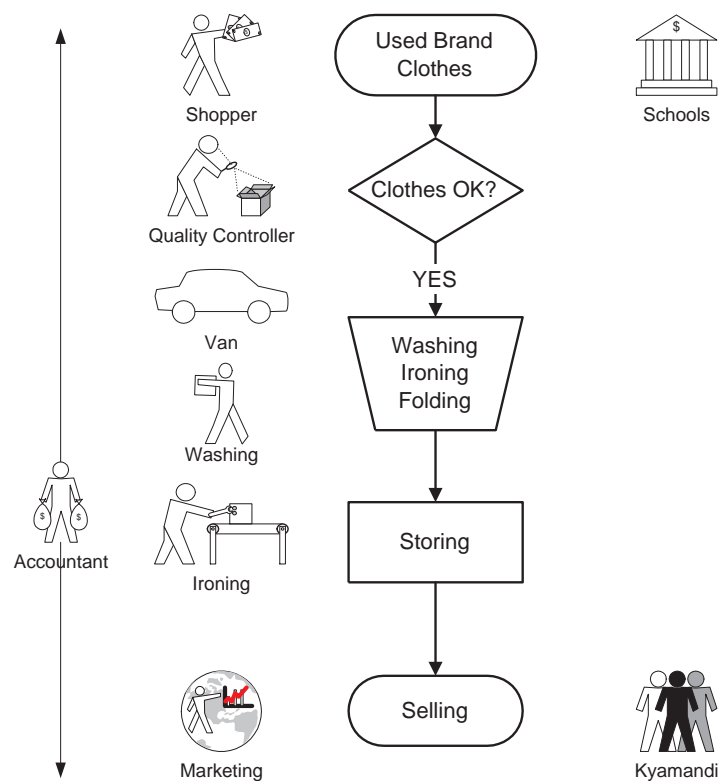 Used Brand
Clothes
$
Shopper
Schools
Clothes OK?
Quality Controller
YES
Van
Washing
Ironing
Folding
Washing
$ $
Storing
Accountant
Ironing
Selling
Marketing
Kyamandi